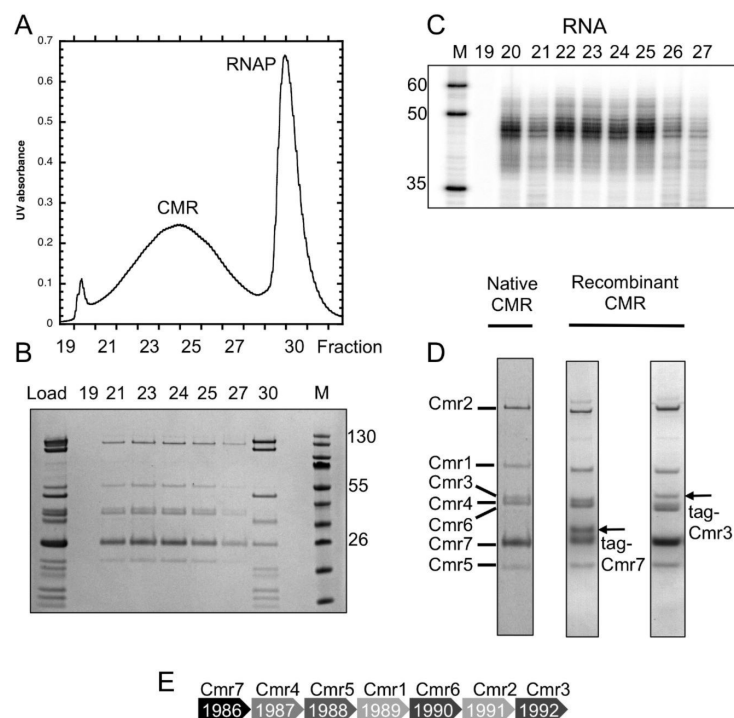 A
0.7
0.6
0.5
0.4
0.3
0.2
0.1
0
UV absorbance
CMR
RNAP
19 21 23 25 27 30 Fraction
B
Load 19 21 23 24 25 27 30 M
130
55
26
C
RNA
M 19 20 21 22 23 24 25 26 27
60
50
35
Native
CMR
Recombinant
CMR
D
Cmr2
Cmr1
Cmr3
Cmr4
Cmr6
Cmr7
Cmr5
tag-
Cmr7
tag-
Cmr3
E
Cmr7 Cmr4 Cmr5 Cmr1 Cmr6 Cmr2 Cmr3
1986 1987 1988 1989 1990 1991 1992